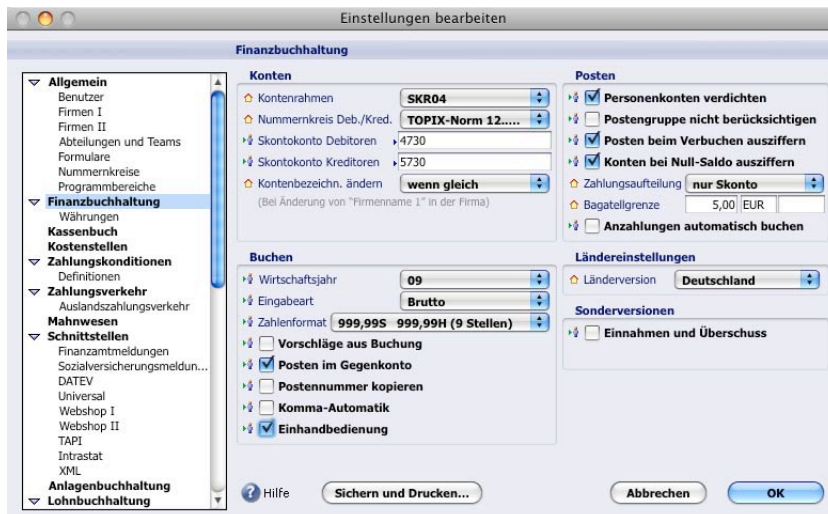 Einstellungen bearbeiten
Finanzbuchhaltung
Allgemein
Benutzer
Firmen I
Firmen II
Abteilungen und Teams
Formulare
Nummernkreise
Programmbereiche
Finanzbuchhaltung
Währungen
Kassenbuch
Kostenstellen
Zahlungskonditionen
Definitionen
Zahlungsverkehr
Auslandszahlungsverkehr
Mahnwesen
Schnittstellen
Finanzamtmeldungen
Sozialversicherungsmeldun...
DATEV
Universal
Webshop I
Webshop II
TAPI
Intrastat
XML
Anlagenbuchhaltung
Lohnbuchhaltung
Konten
Kontenrahmen SKR04
Nummernkreis Deb./Kred. TOPIX-Norm 12.....
Skontokonto Debitoren 4730
Skontokonto Kreditoren 5730
Kontenbezeichn. ändern wenn gleich
(Bei Änderung von "Firmenname 1" in der Firma)
Buchen
Wirtschaftsjahr 09
Eingabeart Brutto
Zahlenformat 999,99S 999,99H (9 Stellen)
Vorschläge aus Buchung
Posten im Gegenkonto
Postennummer kopieren
Komma-Automatik
Einhandbedienung
Posten
Personenkonten verdichten
Postengruppe nicht berücksichtigen
Posten beim Verbuchen ausziffern
Konten bei Null-Saldo ausziffern
Zahlungsaufteilung nur Skonto
Bagatellgrenze 5,00 EUR
Anzahlungen automatisch buchen
Ländereinstellungen
Länderversion Deutschland
Sonderversionen
Einnahmen und Überschuss
? Hilfe Sichern und Drucken... Abbrechen OK